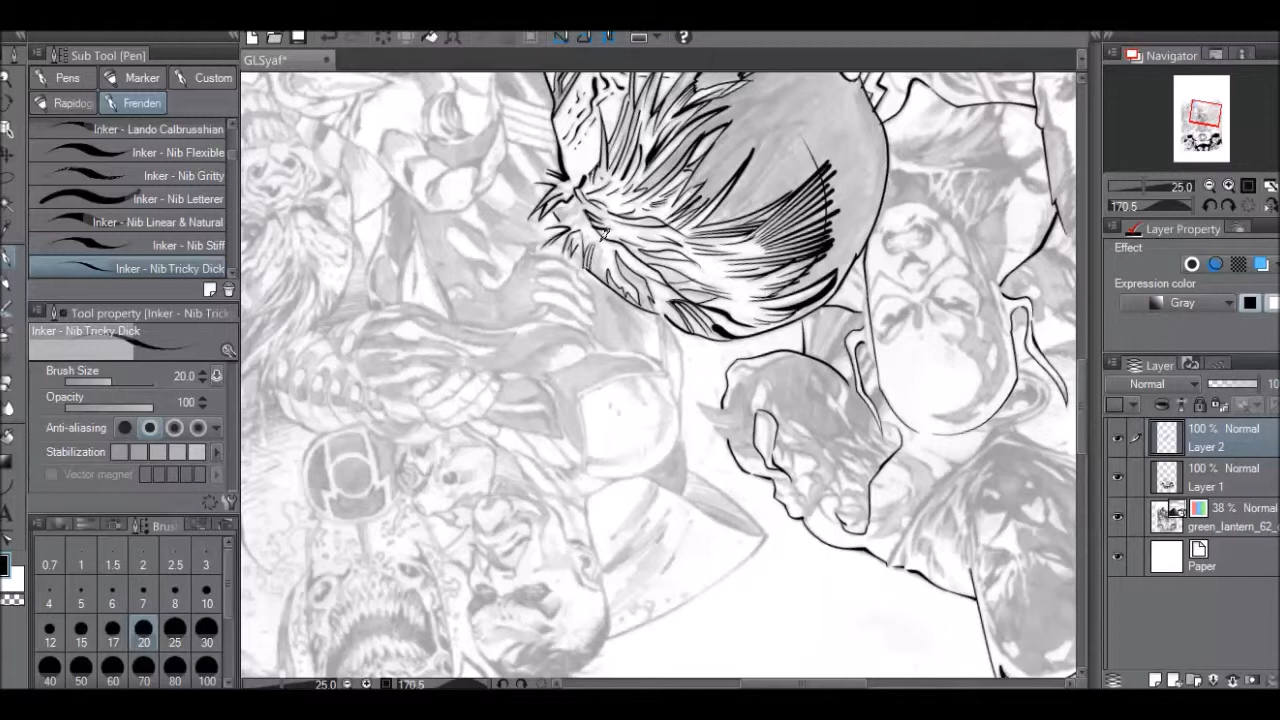 Sub Tool [Pen]
Pens
Marker
Custom
Rapidog
Frenden
Inker - Lando Calbrusshian
Inker - Nib Flexible
Inker - Nib Gritty
Inker - Nib Letterer
Inker - Nib Linear & Natural
Inker - Nib Stiff
Inker - Nib Tricky Dick
Tool property [Inker - Nib Trick
Inker - Nib Tricky Dick
Brush Size
20.0
Opacity
100
Anti-aliasing
Stabilization
Vector magnet
Brus
0.7 1 1.5 2 2.5 3
4 5 6 7 8 10
12 15 17 20 25 30
40 50 60 70 80 100
GLSyaf*
25.0
170.5
Navigator
25.0
170.5
Layer Property
Effect
Expression color
Gray
Layer
Normal
10
100 % Normal
Layer 2
100 % Normal
Layer 1
38 % Normal
green_lantern_62_
Paper